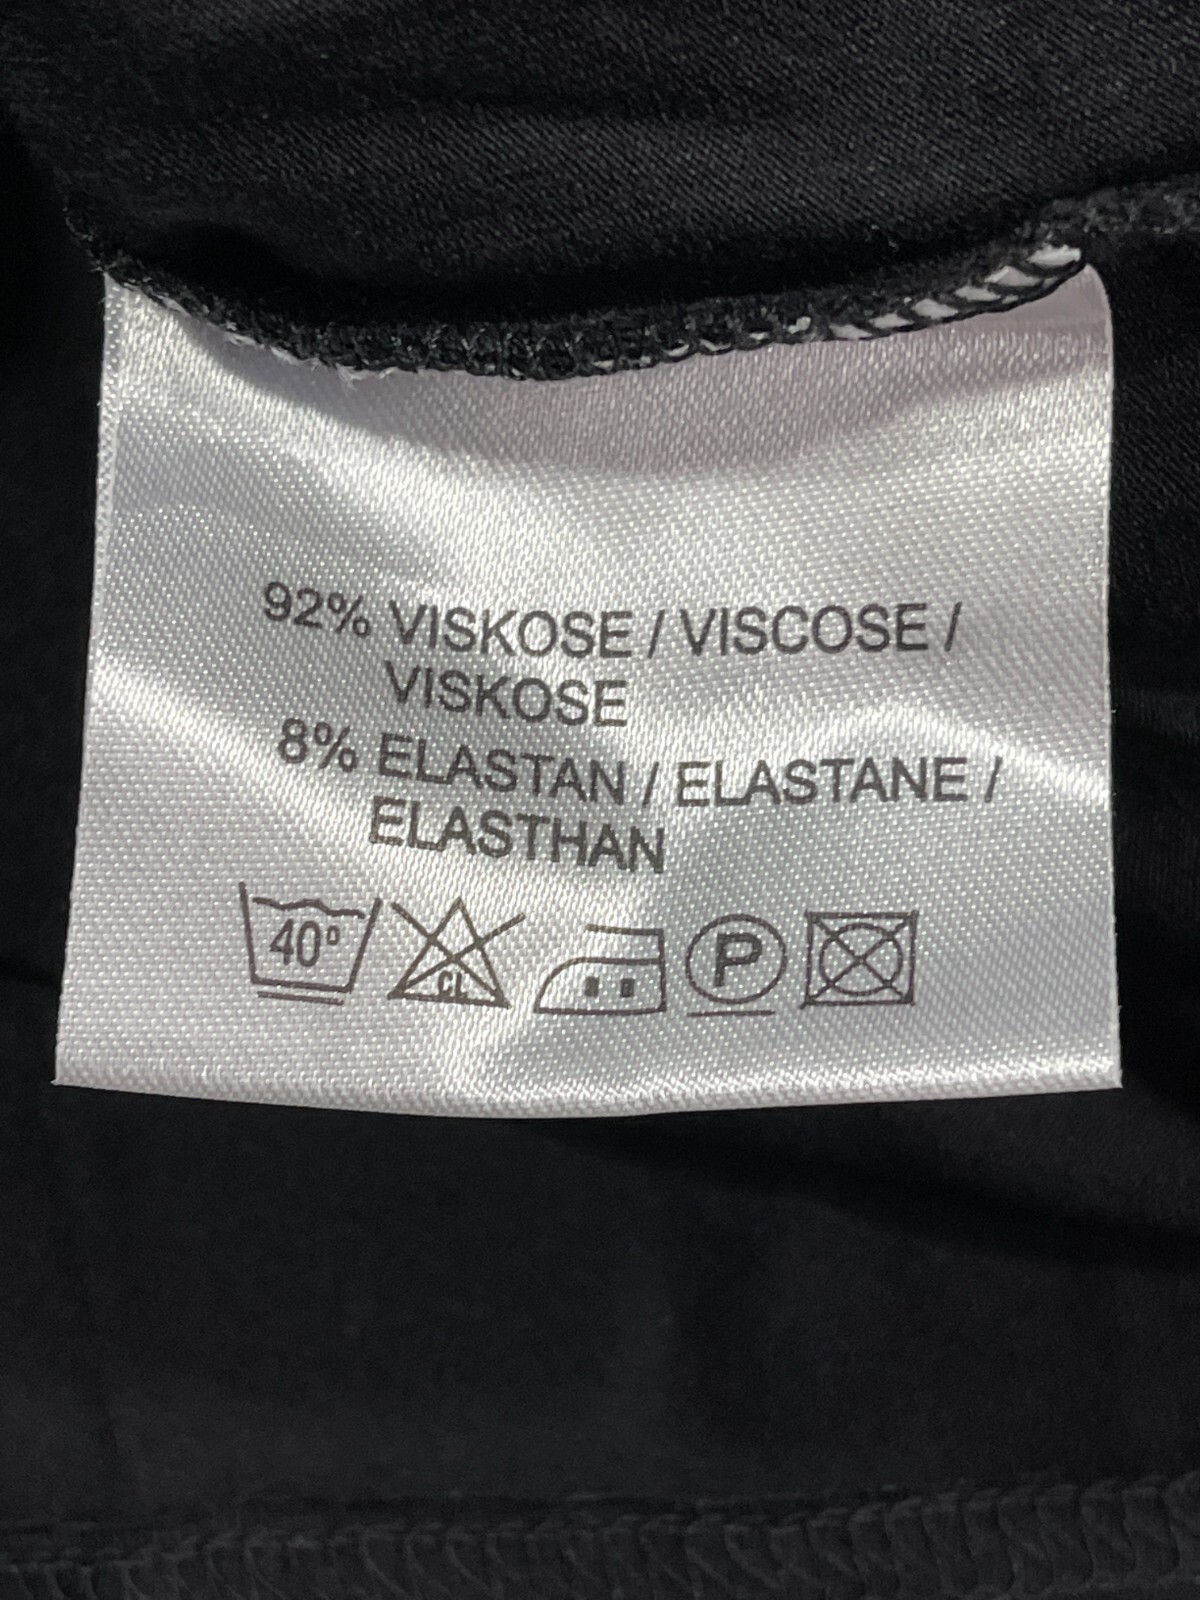 92% VISKOSE / VISCOSE /
VISKOSE
8% ELASTAN / ELASTANE /
ELASTHAN
40° CL P